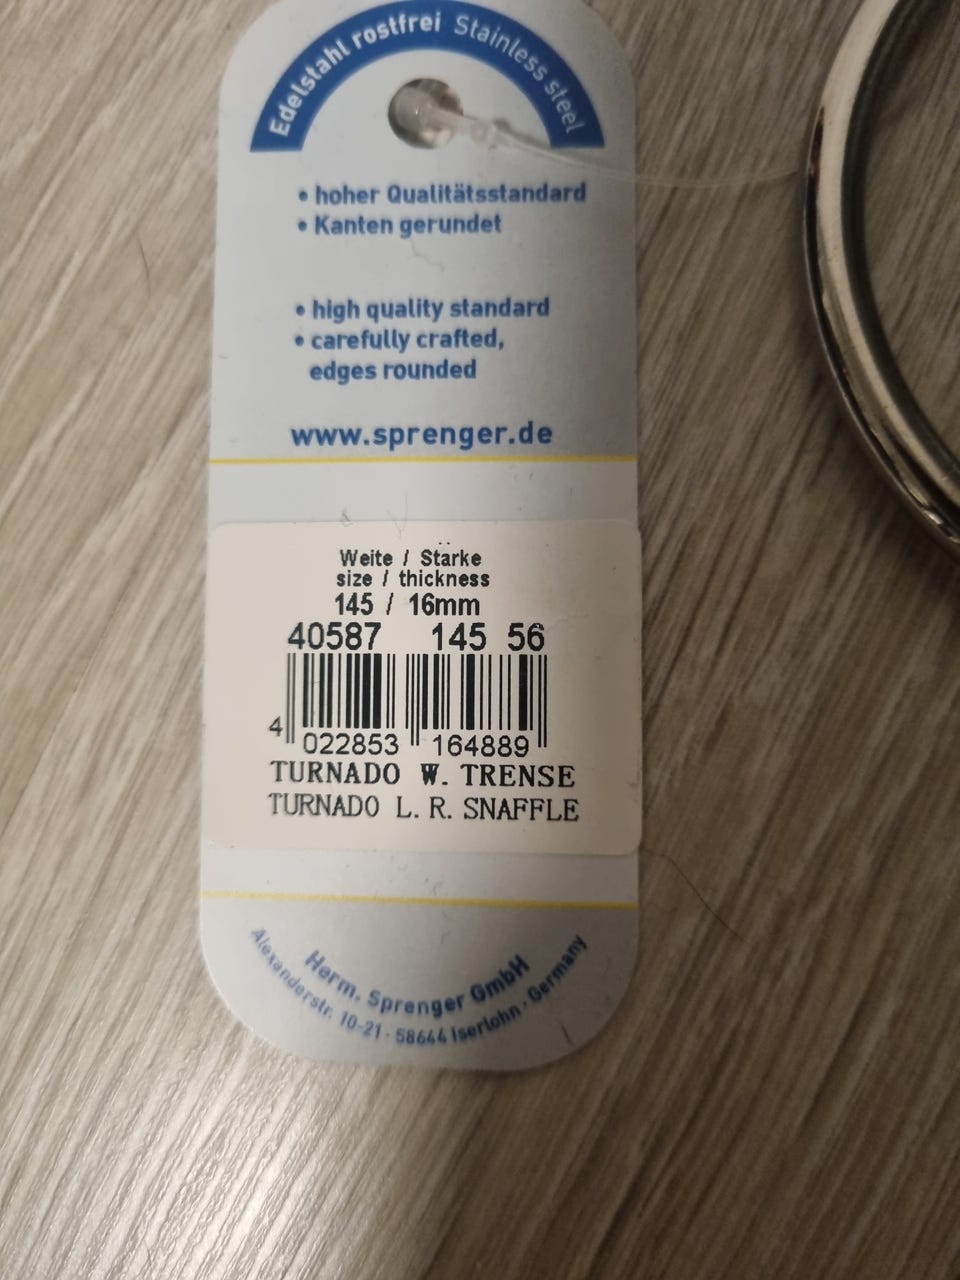 Edelstahl rostfrei Stainless steel
• hoher Qualitätsstandard
• Kanten gerundet
• high quality standard
• carefully crafted,
edges rounded
www.sprenger.de
Weite / Stärke
size / thickness
145 / 16mm
40587 145 56
4 022853 164889
TURNADO W. TRENSE
TURNADO L. R. SNAFFLE
Herm. Sprenger GmbH
Alexanderstr. 10-21 · 58644 Iserlohn · Germany